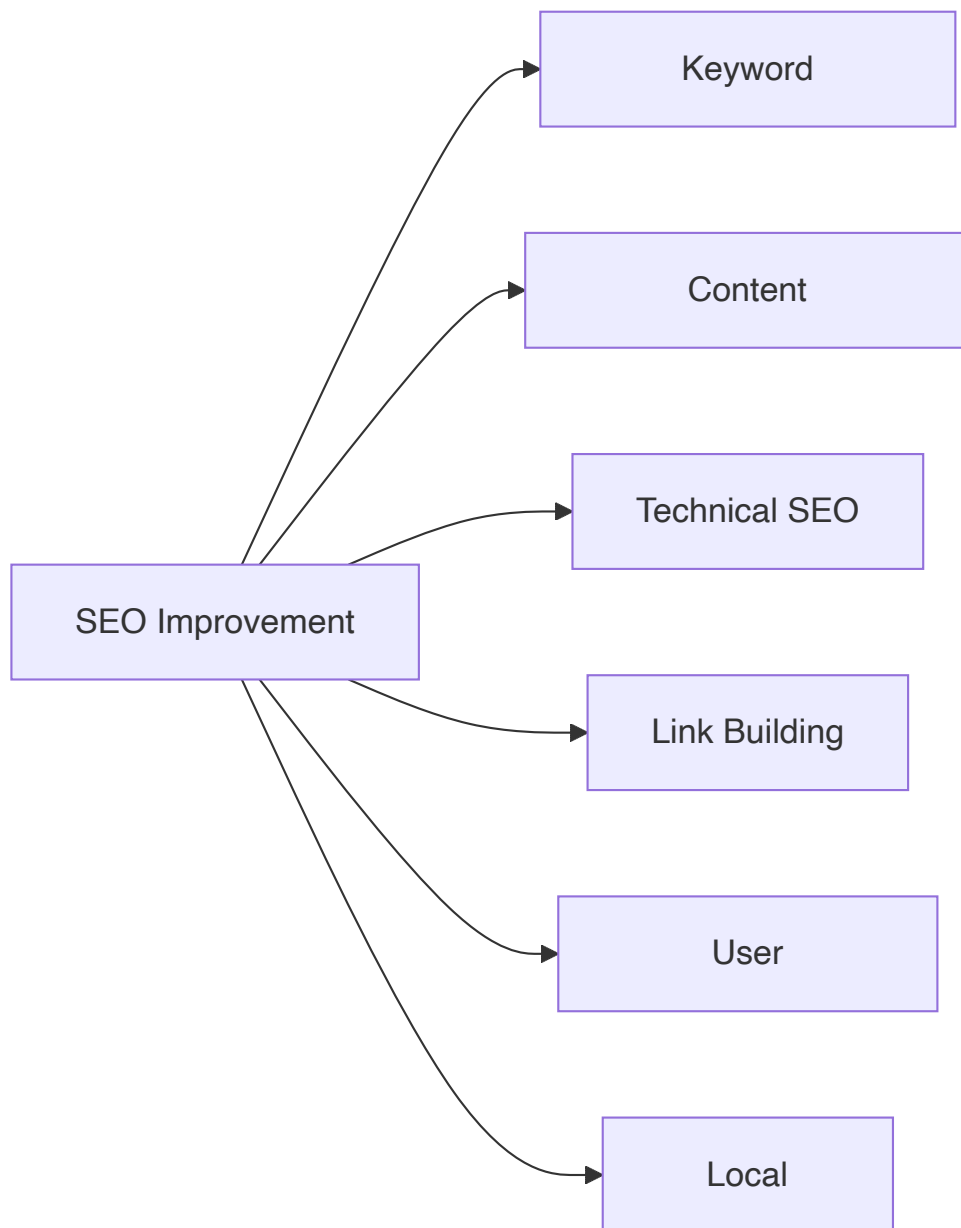 Keyword
Content
Technical SEO
SEO Improvement
Link Building
User
Local